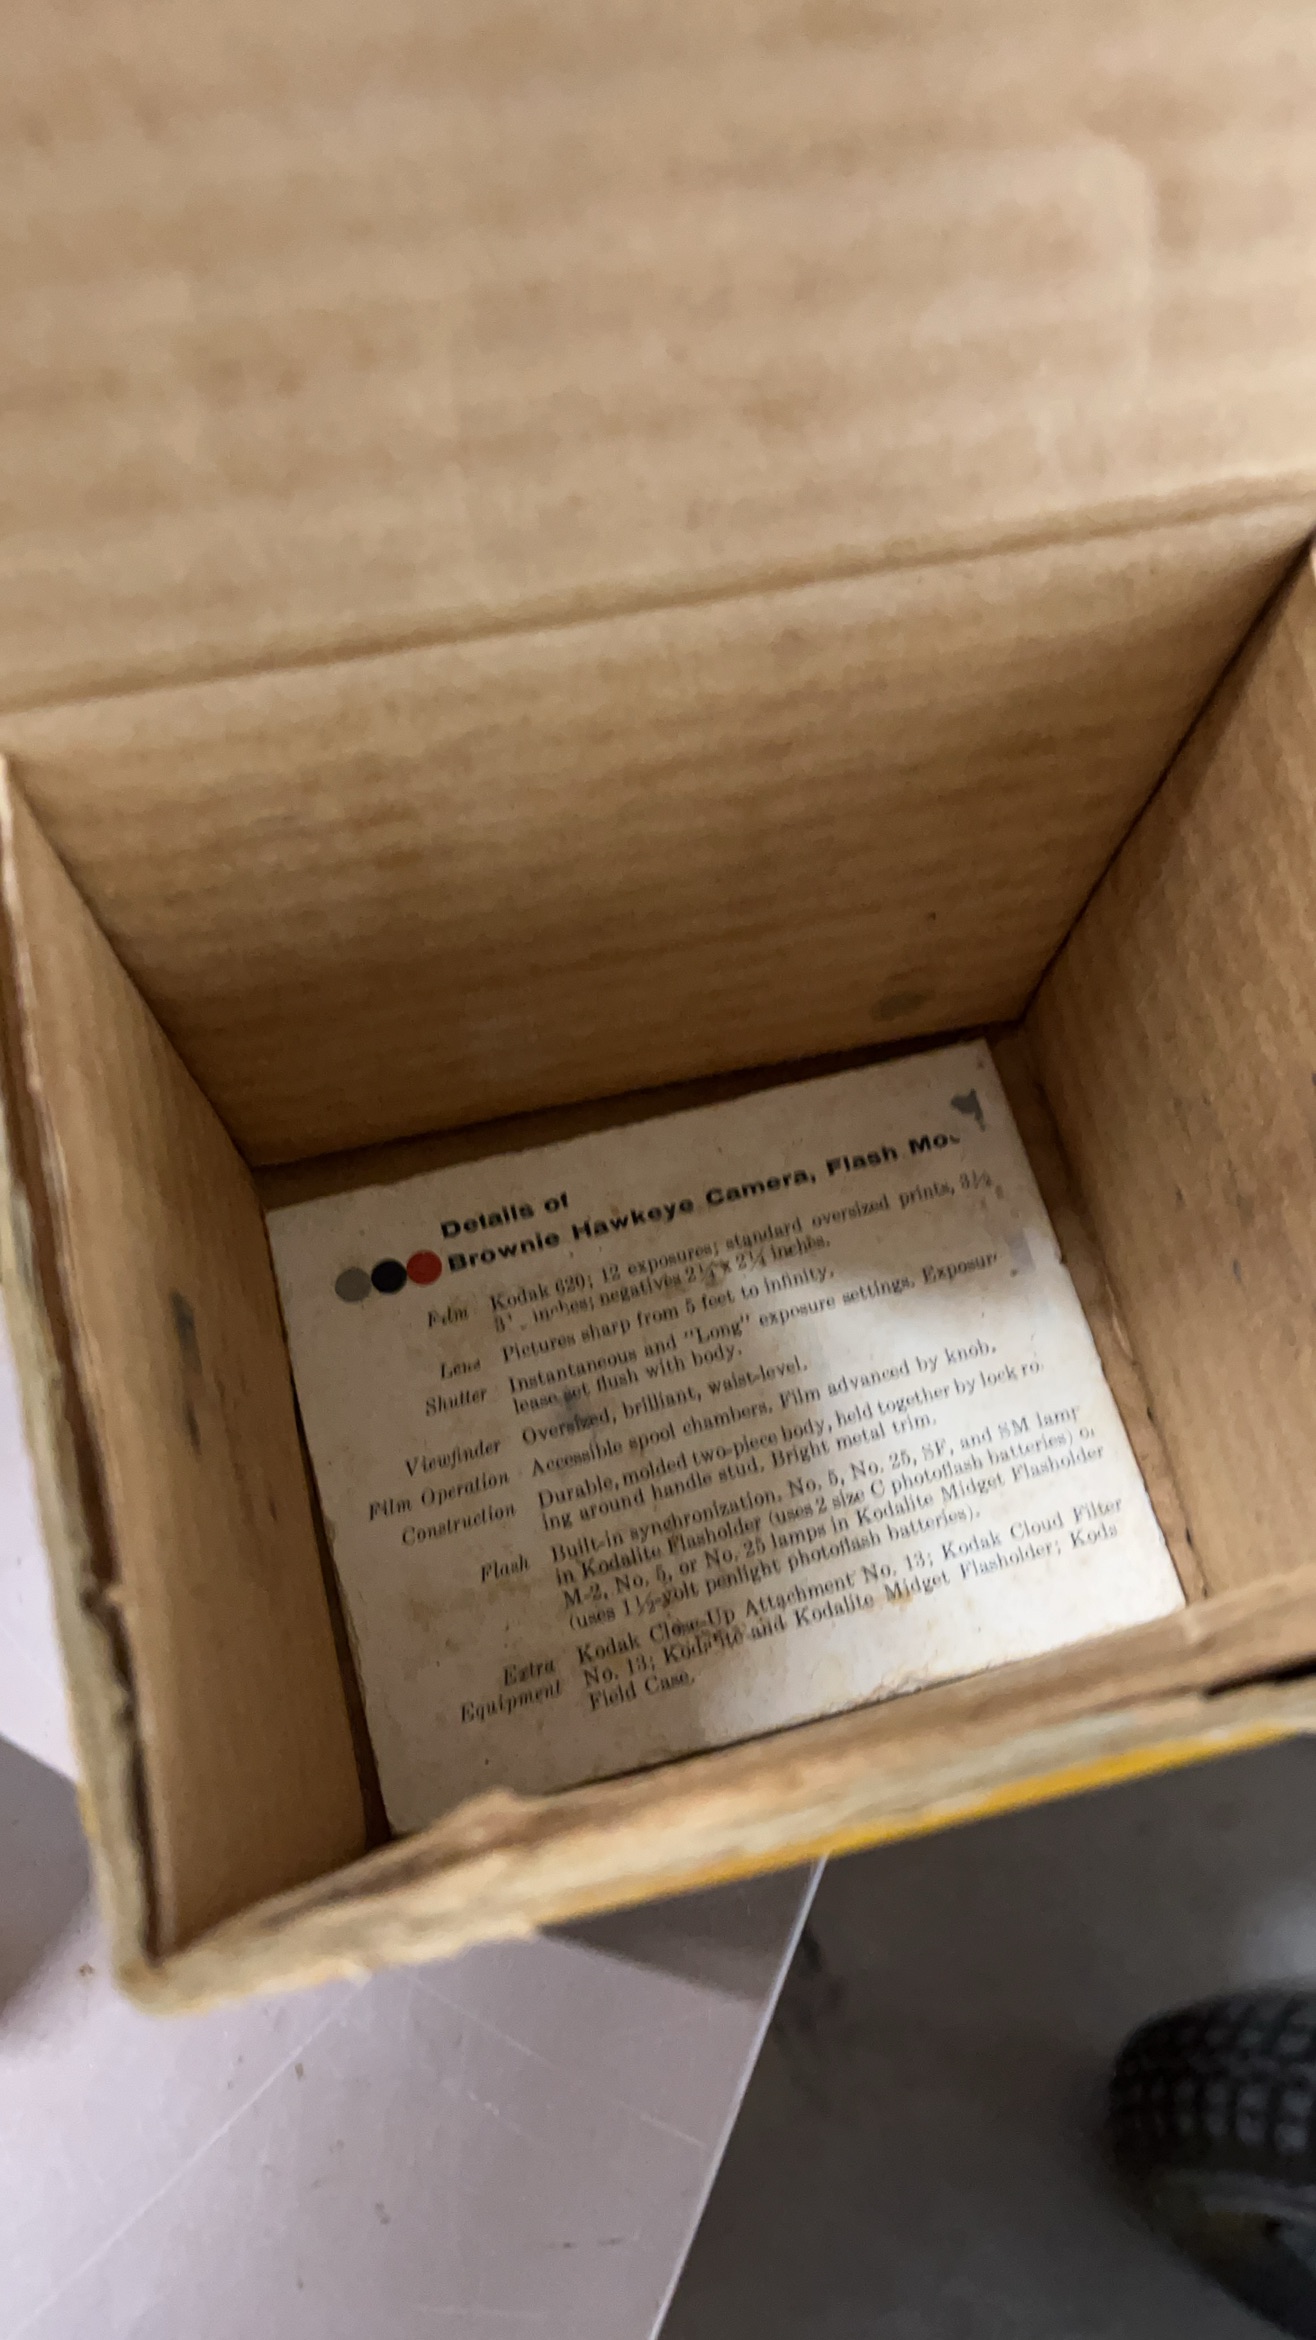 Details of
Brownie Hawkeye Camera, Flash Mo
Film Kodak 620; 12 exposures; standard oversized prints, 3½
inches; negatives 2¼ x 2¼ inches.
Lens Pictures sharp from 5 feet to infinity.
Shutter Instantaneous and "Long" exposure settings. Exposur
lease set flush with body.
Viewfinder Oversized, brilliant, waist-level.
Film Operation Accessible spool chambers. Film advanced by knob.
Construction Durable, molded two-piece body, held together by lock
ing around handle stud. Bright metal trim.
Flash Built-in synchronization. No. 5, No. 25, SF, and SM lamp
in Kodalite Flasholder (uses 2 size C photoflash batteries)
M-2, No. 5, or No. 25 lamps in Kodalite Midget Flasholder
(uses 1½-volt penlight photoflash batteries).
Extra Kodak Close-Up Attachment No. 13; Kodak Cloud Filter
Equipment No. 13; Kodalite and Kodalite Midget Flasholder; Koda
Field Case.